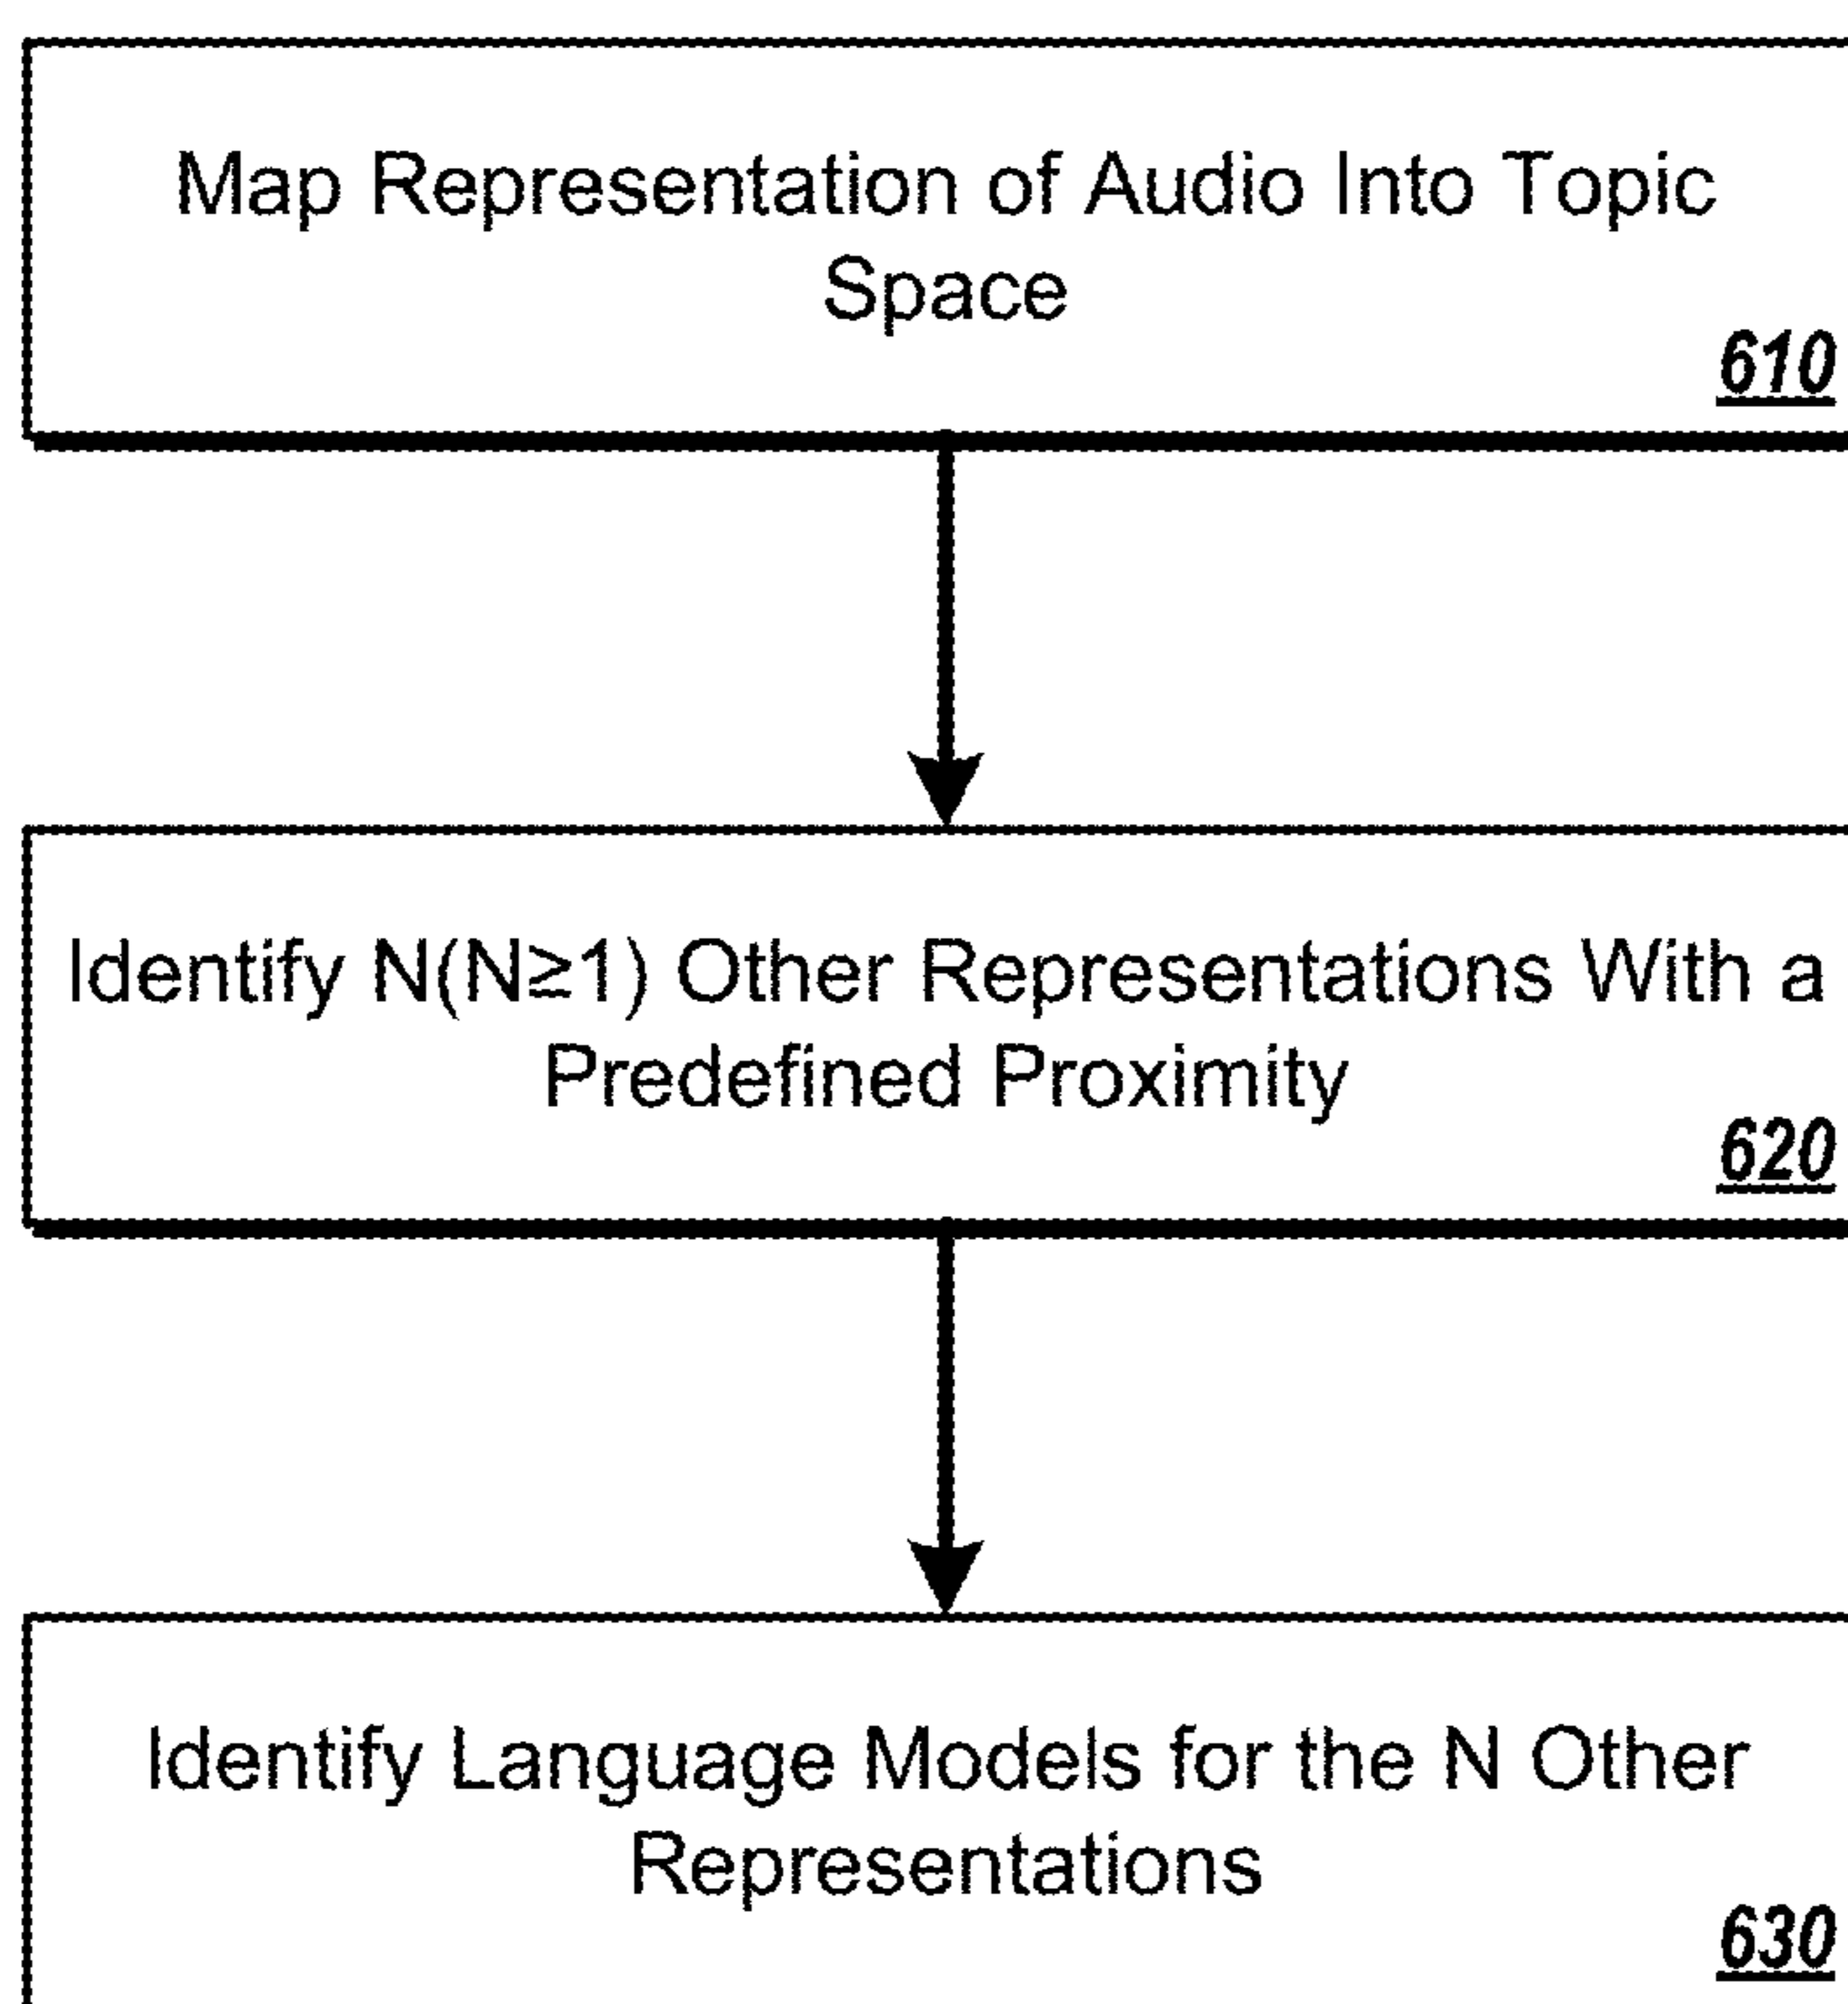 Map Representation of Audio Into Topic
Space
610
Identify N(N≥1) Other Representations With a
Predefined Proximity
620
Identify Language Models for the N Other
Representations
630